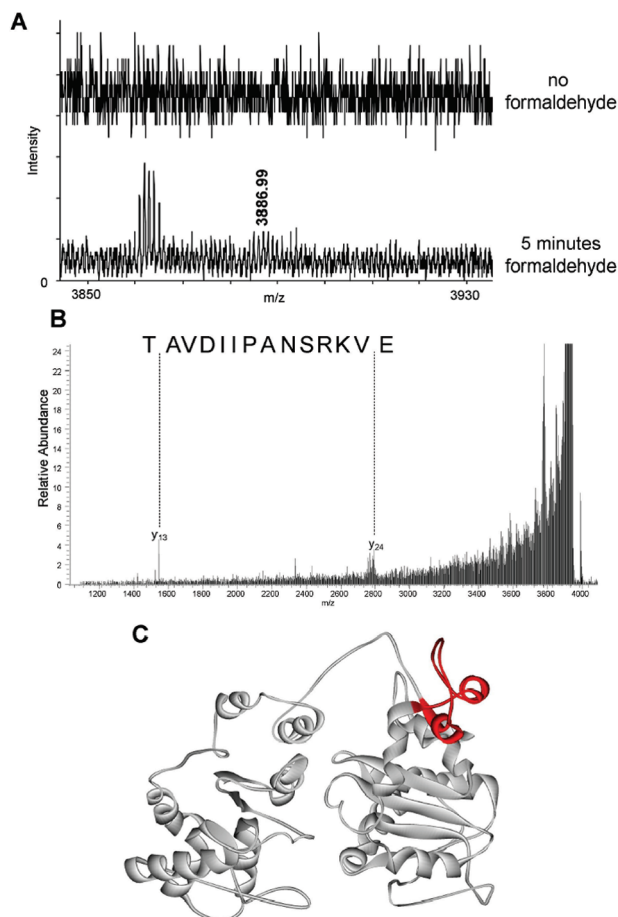 A
no
formaldehyde
Intensity
3886.99
5 minutes
formaldehyde
0
3850
m/z
3930
B
T AVDIIPANSRKV E
24
22
20
18
16
14
12
10
8
6
4
2
0
Relative Abundance
y13
y24
1200 1400 1600 1800 2000 2200 2400 2600 2800 3000 3200 3400 3600 3800 4000
m/z
C